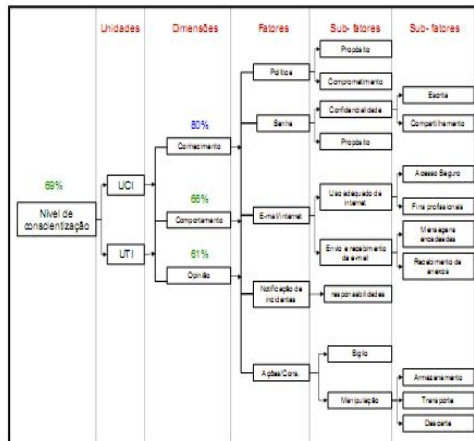 Unidades
Dimensões
Fatores
Sub-fatores
Sub-fatores
69%
Nível de
conscientização
UCI
UTI
80%
Conhecimento
66%
Comportamento
61%
Opinião
Política
Senha
E-mail/internet
Notificação de
incidentes
Ações/Cons.
Propósito
Comprometimento
Confidencialidade
Propósito
Uso adequado de
internet
Envio e recebimento
de e-mail
responsabilidades
Sigilo
Manipulação
Escrita
Compartilhamento
Acesso Seguro
Fins profissionais
Mensagens
encadeadas
Recebimento de
anexos
Armazenamento
Transporte
Descarte